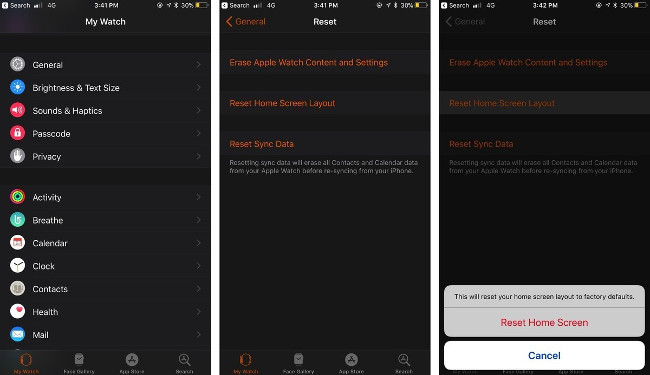 Search 4G 3:41 PM 30%
My Watch
General
Brightness & Text Size
Sounds & Haptics
Passcode
Privacy
Activity
Breathe
Calendar
Clock
Contacts
Health
Mail
My Watch Face Gallery App Store Search
Search 4G 3:41 PM 30%
General Reset
Erase Apple Watch Content and Settings
Reset Home Screen Layout
Reset Sync Data
Resetting sync data will erase all Contacts and Calendar data
from your Apple Watch before re-syncing from your iPhone.
My Watch Face Gallery App Store Search
Search 4G 3:42 PM 30%
General Reset
Erase Apple Watch Content and Settings
Reset Home Screen Layout
Reset Sync Data
Resetting sync data will erase all Contacts and Calendar data
from your Apple Watch before re-syncing from your iPhone.
This will reset your home screen layout to factory defaults.
Reset Home Screen
Cancel